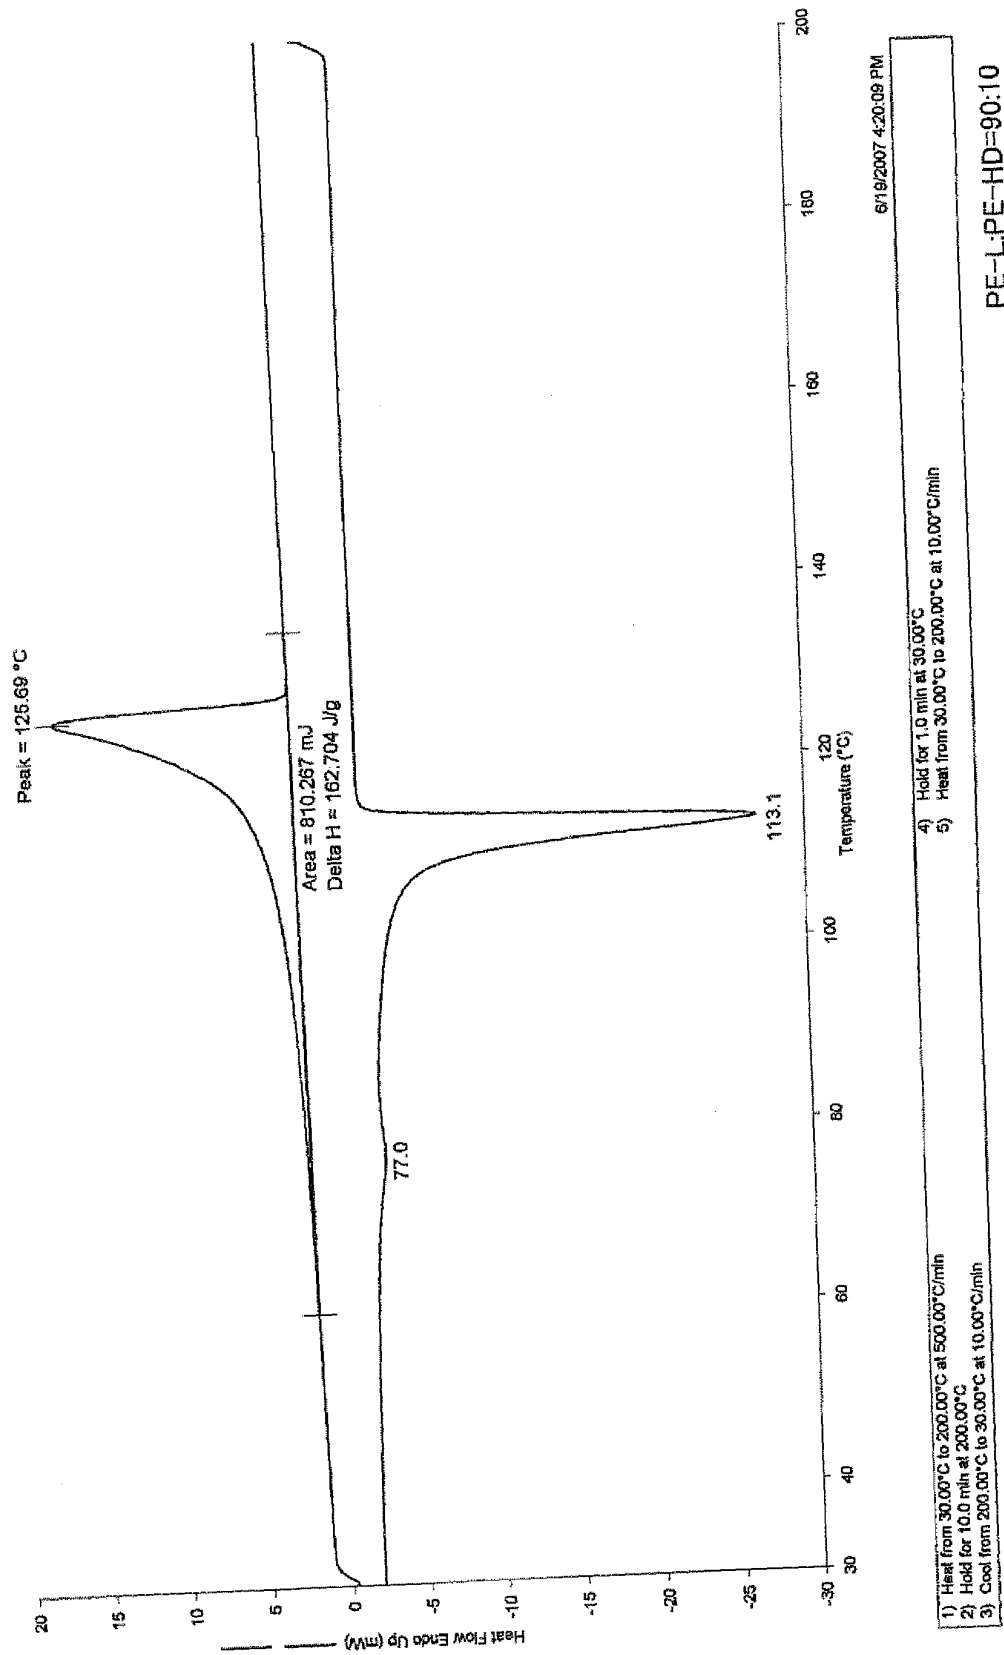 Peak = 125.69 °C
Area = 810.267 mJ
Delta H = 162.704 J/g
77.0
113.1
20
15
10
5
0
-5
-10
-15
-20
-25
-30
Heat Flow Endo Up (mW)
30
40
60
80
100
120
140
160
180
200
Temperature (°C)
6/19/2007 4:20:09 PM
1) Heat from 30.00°C to 200.00°C at 500.00°C/min
2) Hold for 10.0 min at 200.00°C
3) Cool from 200.00°C to 30.00°C at 10.00°C/min
4) Hold for 1.0 min at 30.00°C
5) Heat from 30.00°C to 200.00°C at 10.00°C/min
PE-L:PE-HD=90:10